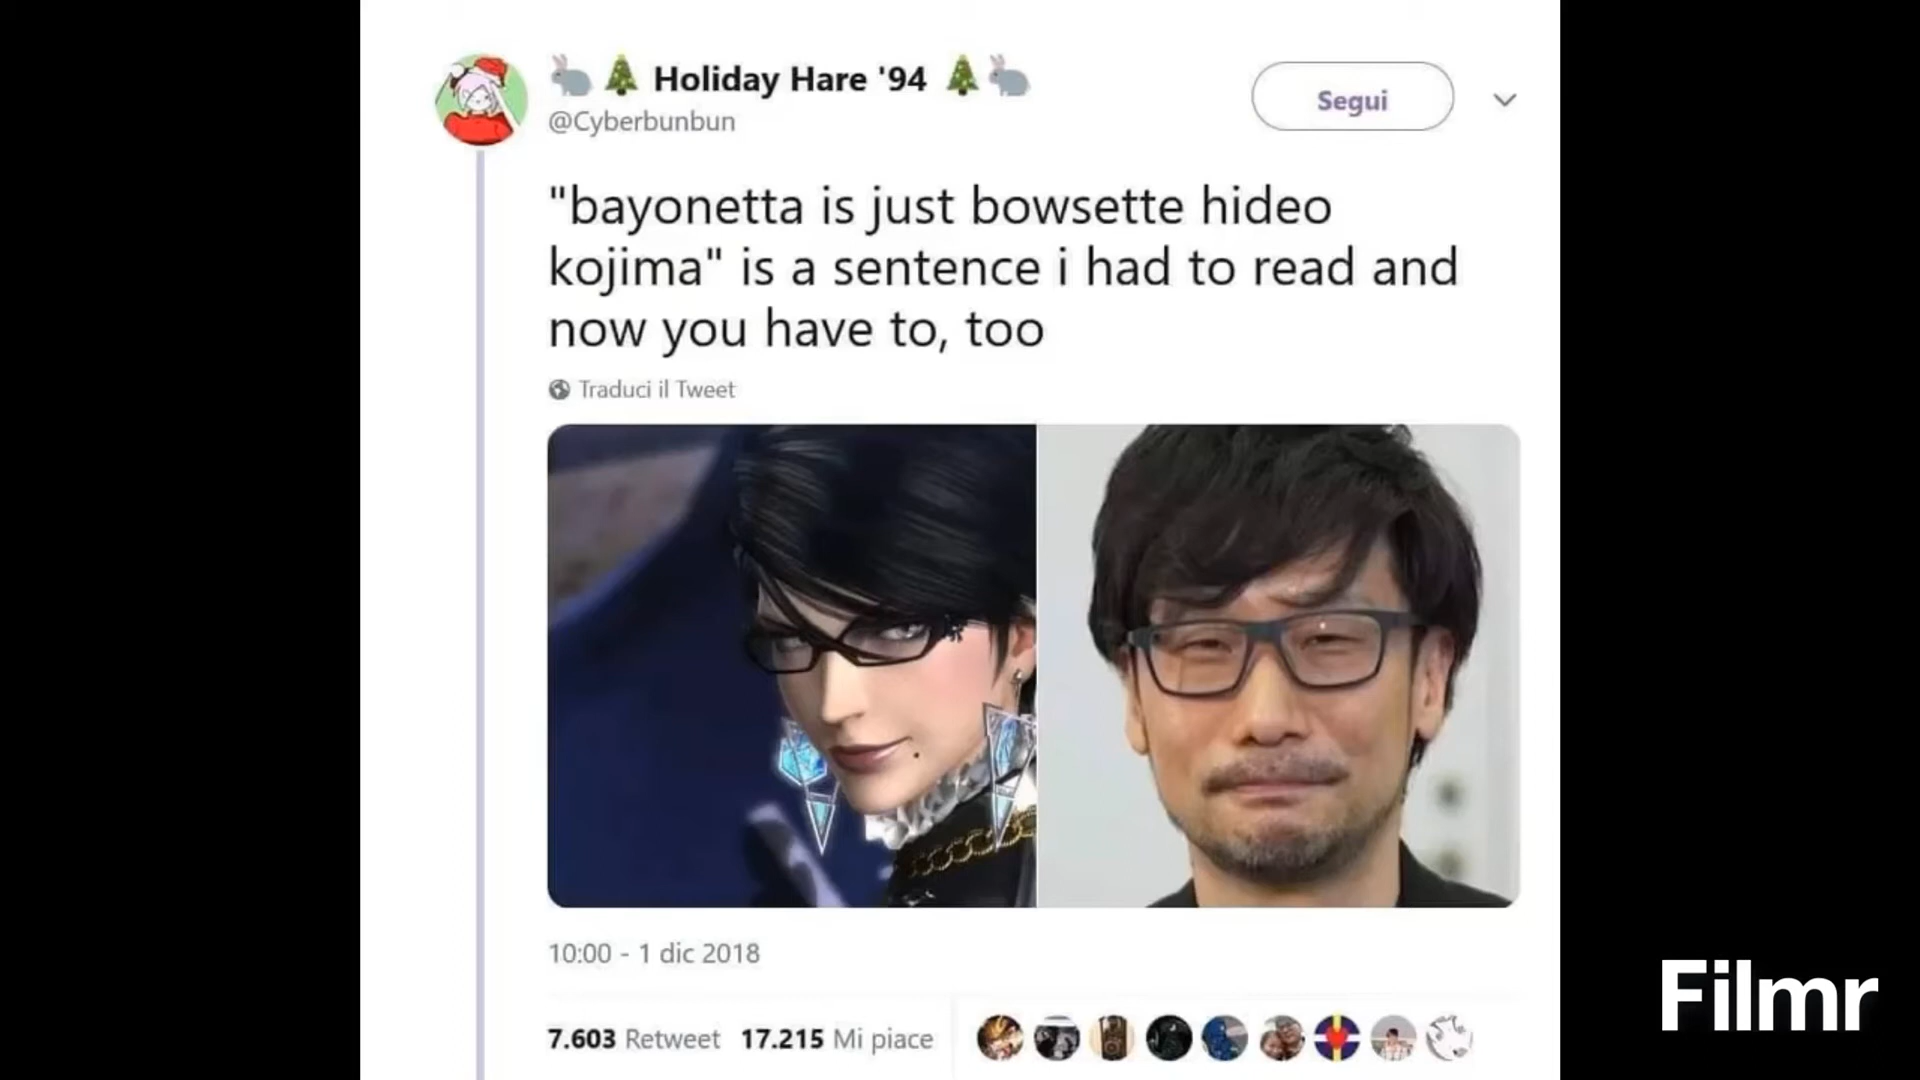 Holiday Hare '94
@Cyberbunbun
Segui
"bayonetta is just bowsette hideo
kojima" is a sentence i had to read and
now you have to, too
Traduci il Tweet
10:00 - 1 dic 2018
7.603 Retweet 17.215 Mi piace
Filmr